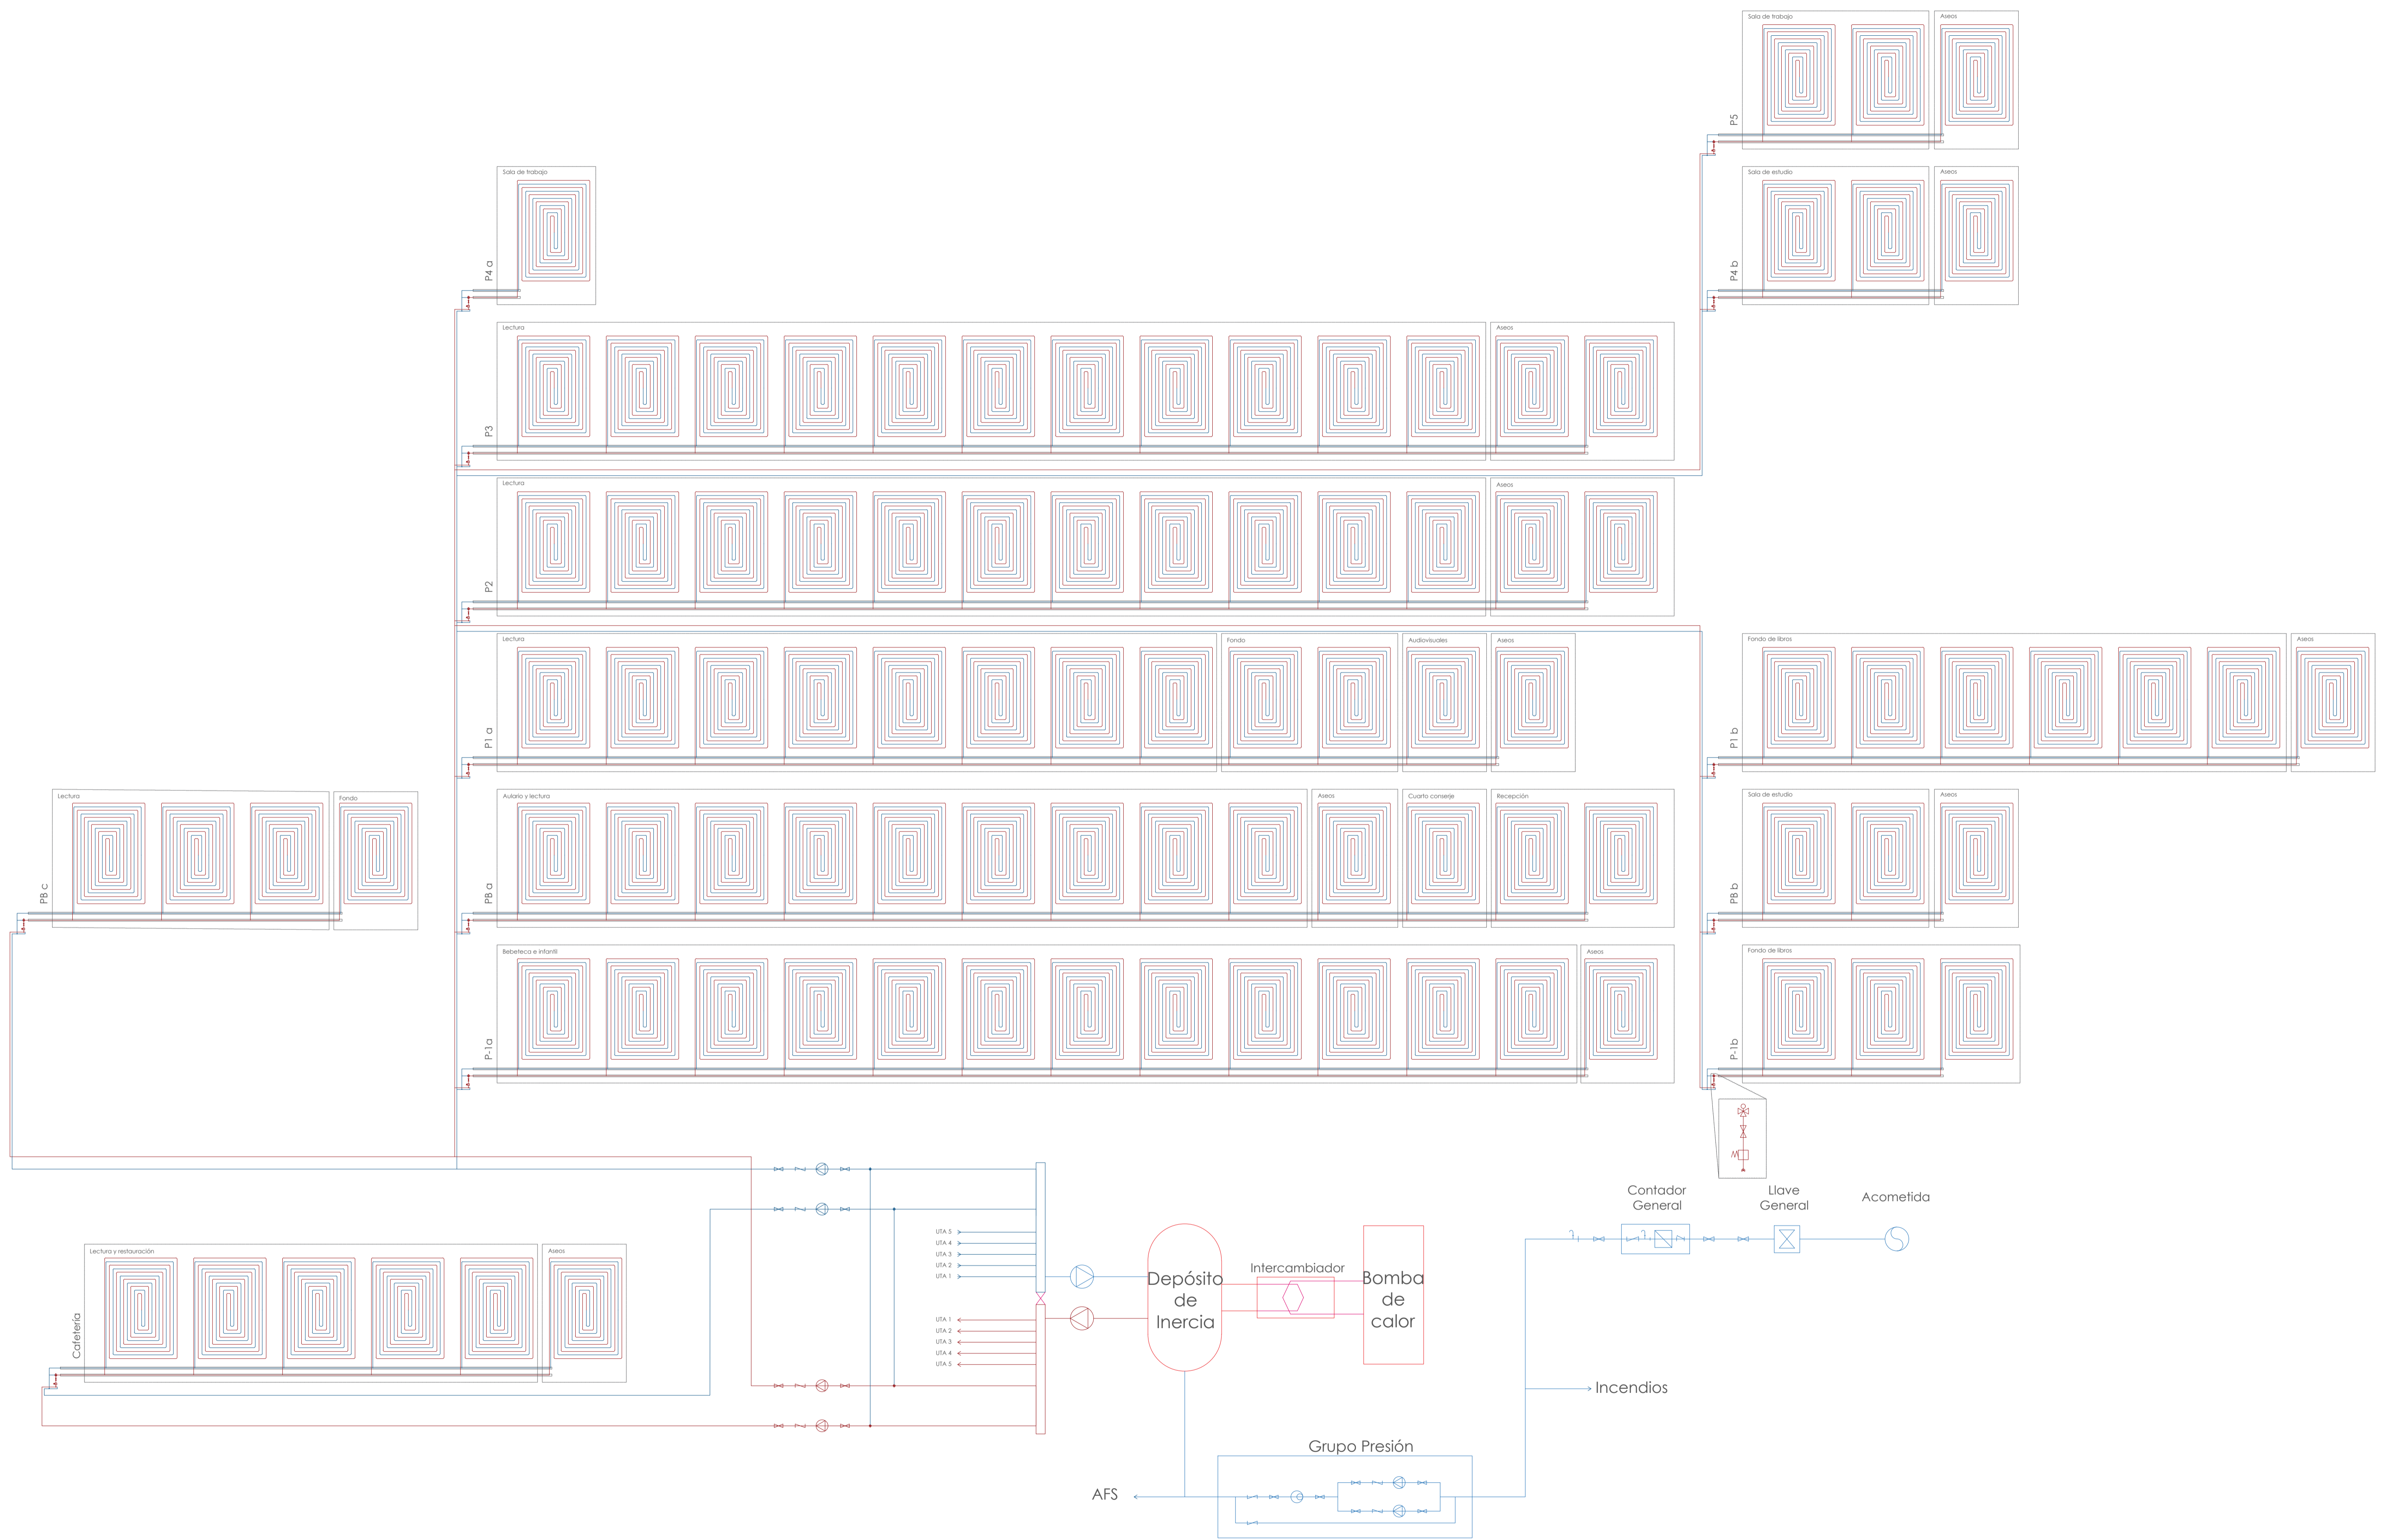 Sala de trabajo
Aseos
P5
Sala de trabajo
P4 a
Sala de estudio
Aseos
P4 b
Lectura
Aseos
P3
Lectura
Aseos
P2
Lectura
Fondo
Audiovisuales
Aseos
P1 a
Fondo de libros
Aseos
P1 b
Lectura
Fondo
PB c
Aulario y lectura
Aseos
Cuarto conserje
Recepción
PB a
Sala de estudio
Aseos
PB b
Bebeteca e infantil
Aseos
P-1a
Fondo de libros
P-1b
Contador
General
Llave
General
Acometida
UTA 5
UTA 4
UTA 3
UTA 2
UTA 1
Lectura y restauración
Aseos
Cafetería
Depósito
de
Inercia
Intercambiador
Bomba
de
calor
UTA 1
UTA 2
UTA 3
UTA 4
UTA 5
Incendios
Grupo Presión
AFS